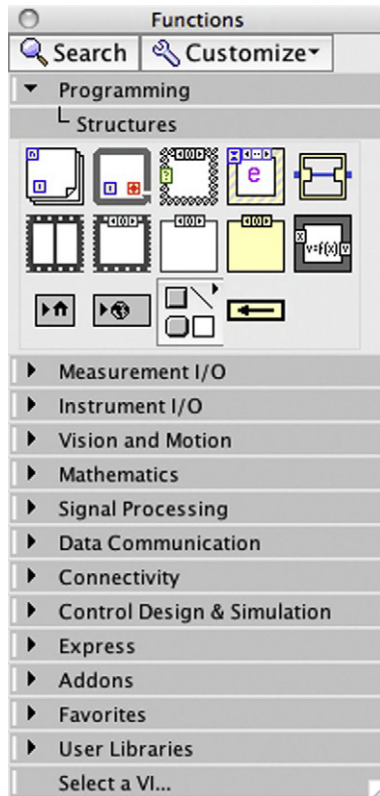 Functions
Search Customize
Programming
Structures
Measurement I/O
Instrument I/O
Vision and Motion
Mathematics
Signal Processing
Data Communication
Connectivity
Control Design & Simulation
Express
Addons
Favorites
User Libraries
Select a VI...